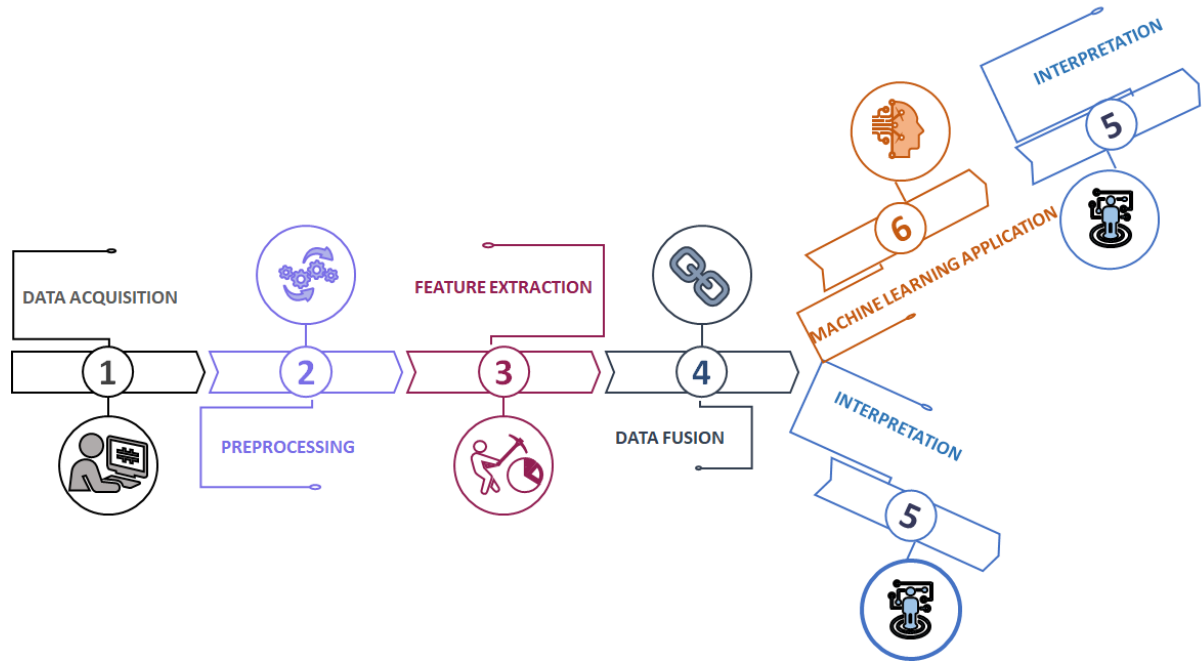 1
DATA ACQUISITION
2
PREPROCESSING
3
FEATURE EXTRACTION
4
DATA FUSION
6
MACHINE LEARNING APPLICATION
5
INTERPRETATION
5
INTERPRETATION